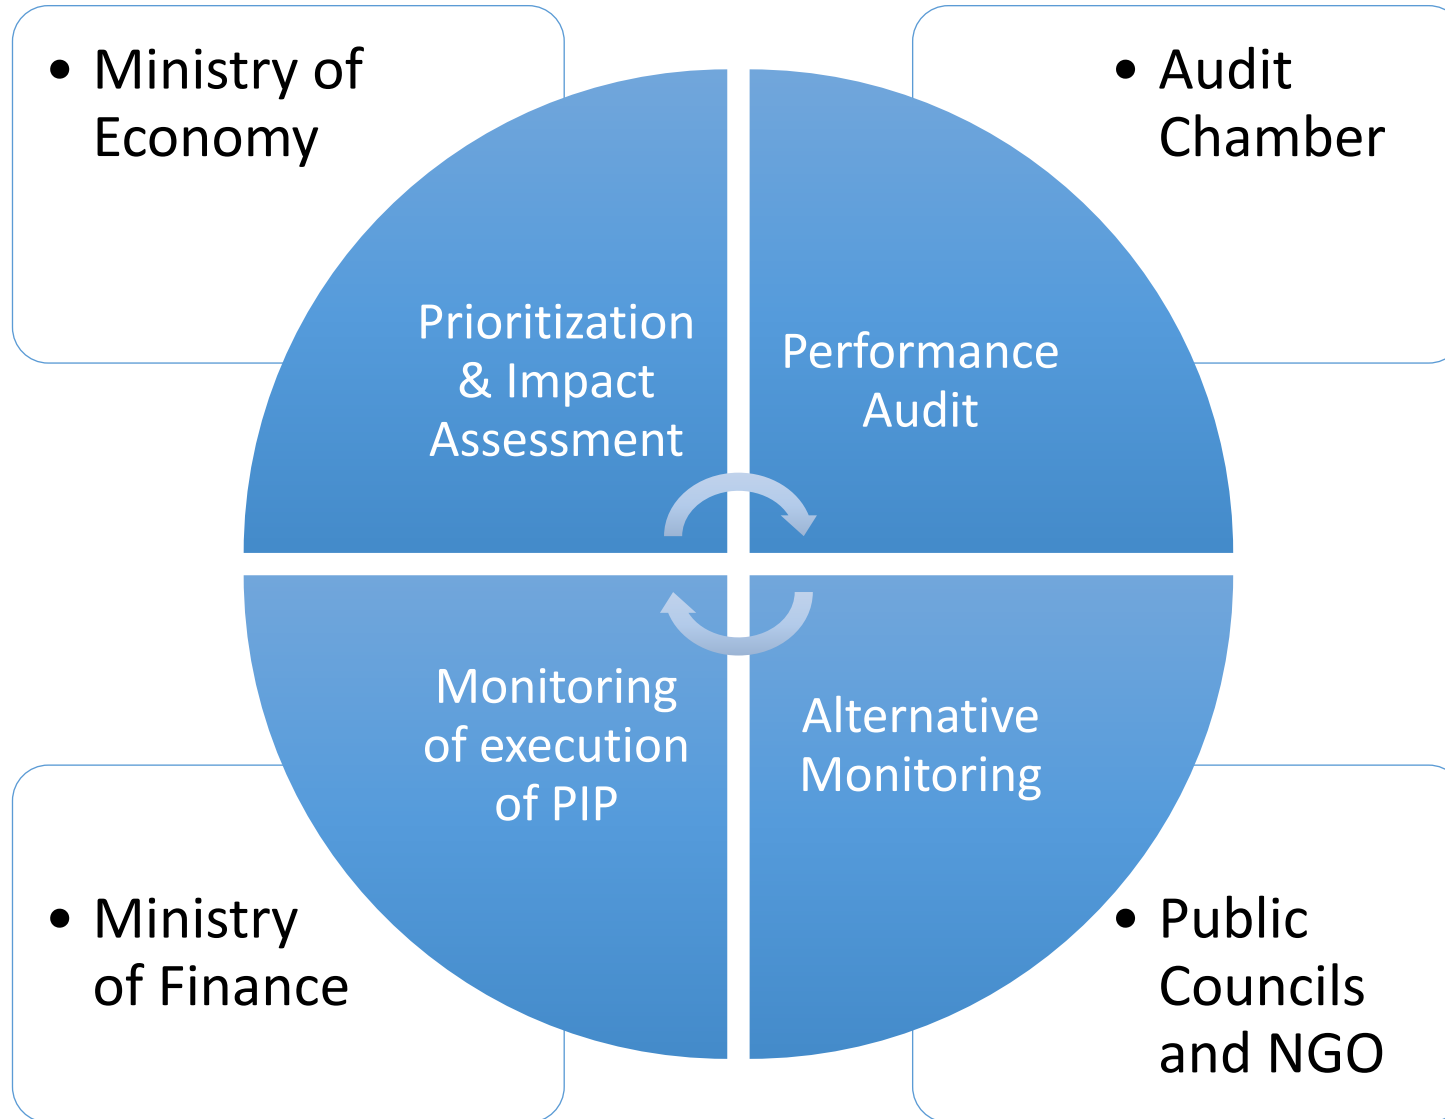 • Ministry of
Economy
• Audit
Chamber
Prioritization
& Impact
Assessment
Performance
Audit
Monitoring
of execution
of PIP
Alternative
Monitoring
• Ministry
of Finance
• Public
Councils
and NGO